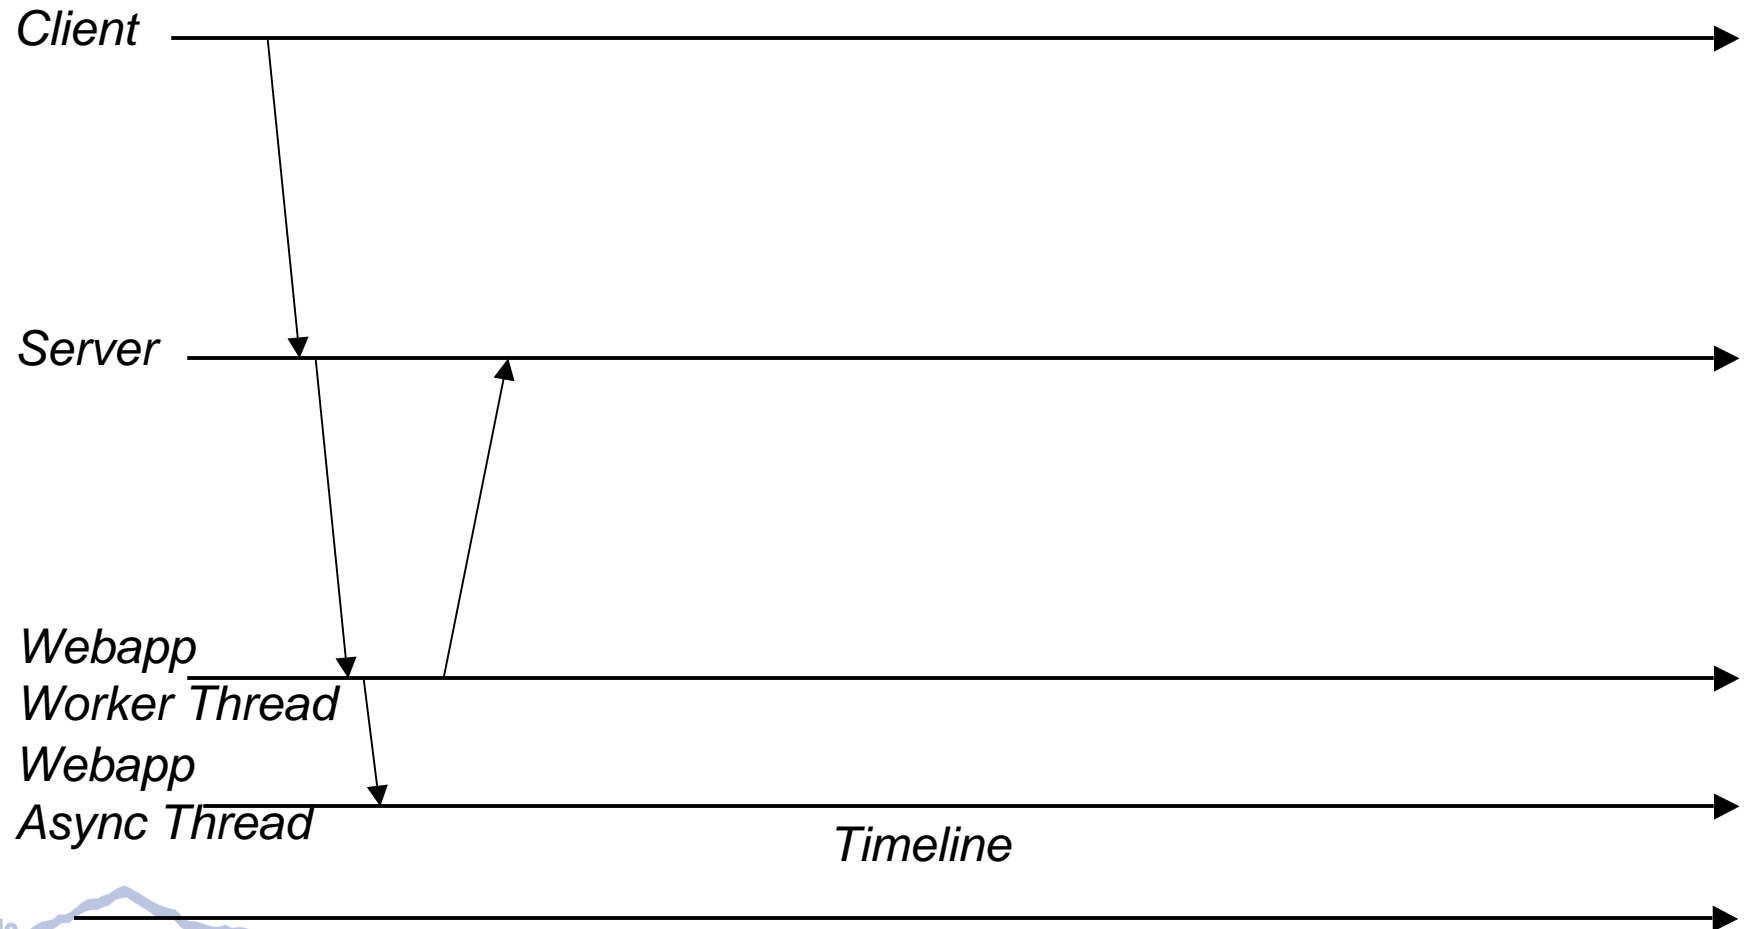 Client
Server
Webapp
Worker Thread
Webapp
Async Thread
Timeline